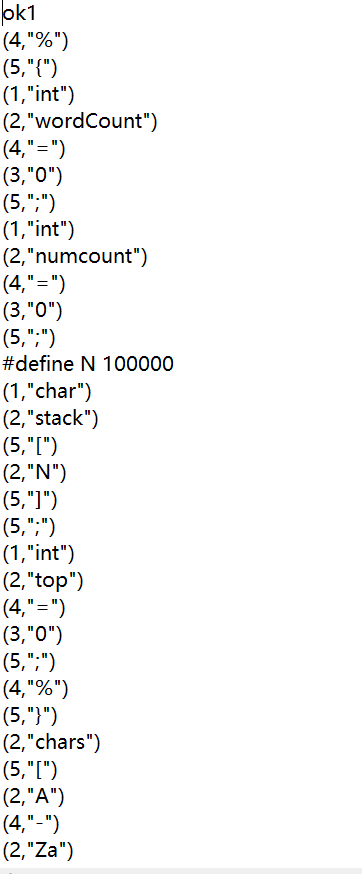 ok1
(4,"%")
(5,"{")
(1,"int")
(2,"wordCount")
(4,"=")
(3,"0")
(5,";")
(1,"int")
(2,"numcount")
(4,"=")
(3,"0")
(5,";")
#define N 100000
(1,"char")
(2,"stack")
(5,"[")
(2,"N")
(5,"]")
(5,";")
(1,"int")
(2,"top")
(4,"=")
(3,"0")
(5,";")
(4,"%")
(5,"}")
(2,"chars")
(5,"[")
(2,"A")
(4,"-")
(2,"Za")